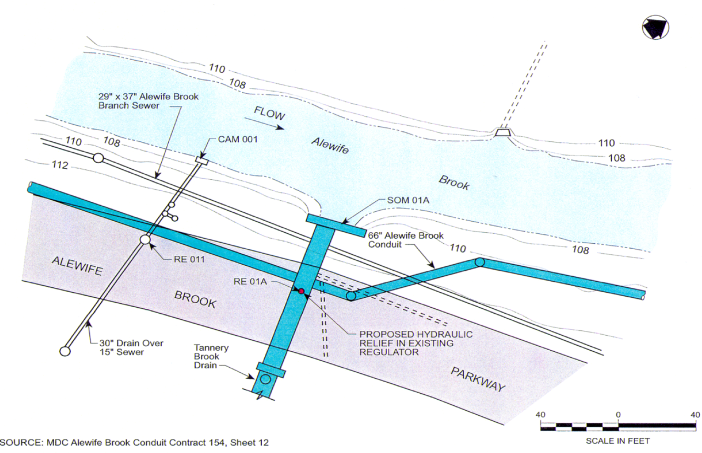 110
108
29" x 37" Alewife Brook
Branch Sewer
FLOW
CAM 001
Alewife
110
108
110
108
112
Brook
SOM 01A
66" Alewife Brook
Conduit
110
108
RE 011
ALEWIFE
BROOK
RE 01A
30" Drain Over
15" Sewer
Tannery
Brook
Drain
PROPOSED HYDRAULIC
RELIEF IN EXISTING
REGULATOR
PARKWAY
40 0 40
SCALE IN FEET
SOURCE: MDC Alewife Brook Conduit Contract 154, Sheet 12